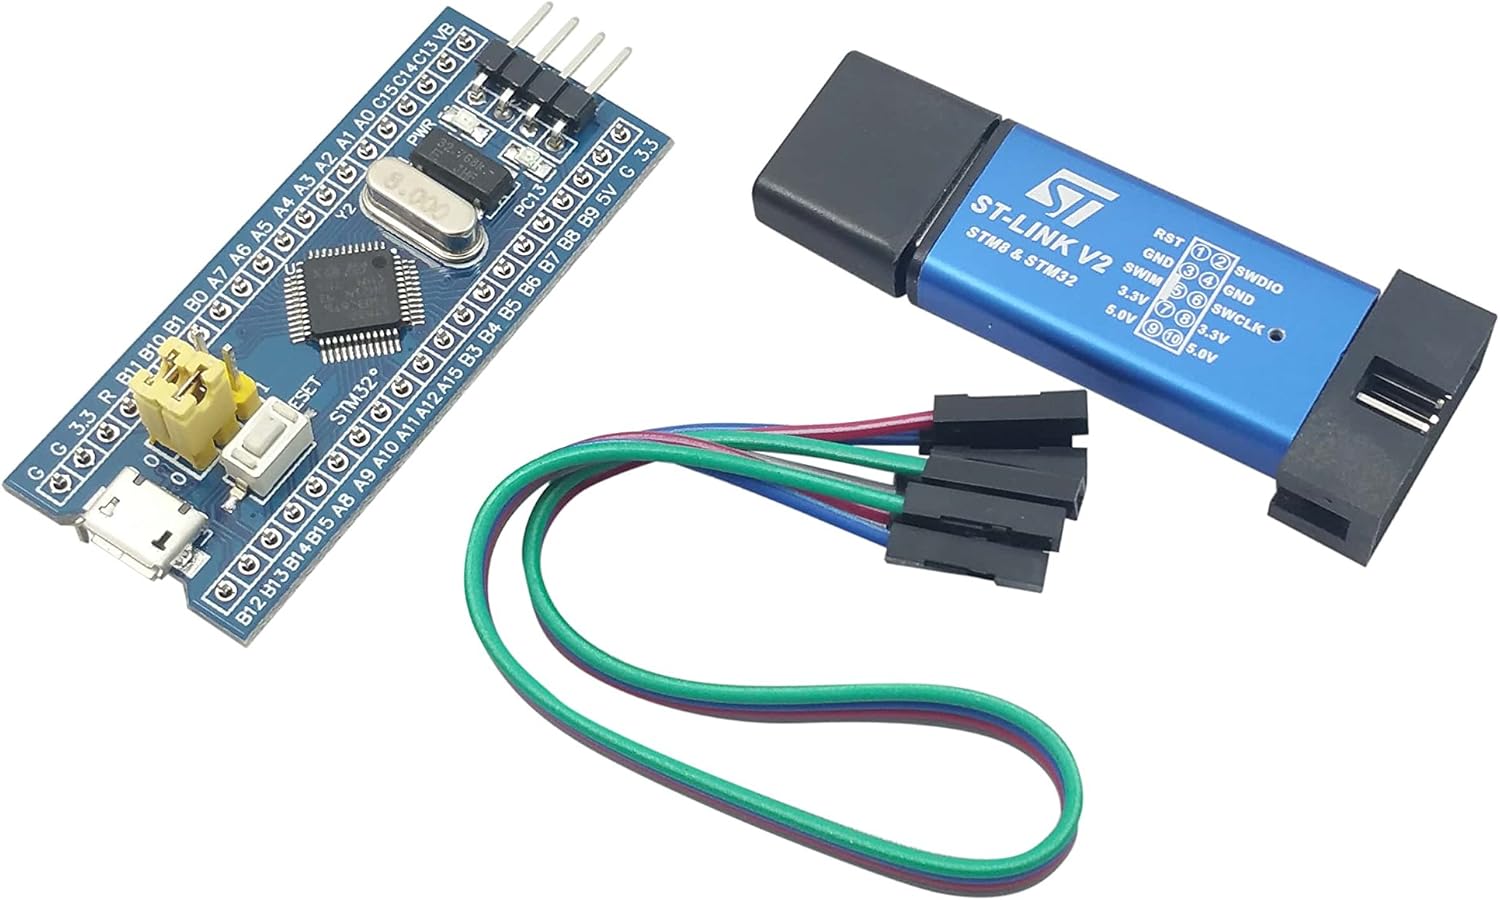 VB
C13
C14
C15
A0
A1
A2
A3
A4
A5
A6
A7
B0
B1
B10
B11
R
3.3
G
G
PWR
Y2
8.000
PC13
3.3
G
5V
B9
B8
B7
B6
B5
B4
B3
A15
A12
A11
A10
A9
A8
B15
B14
B13
B12
STM32
ST
ST-LINK V2
STM8 & STM32
RST 1 2 SWDIO
GND 3 4 GND
SWIM 5 6 SWCLK
3.3V 7 8 3.3V
5.0V 9 10 5.0V